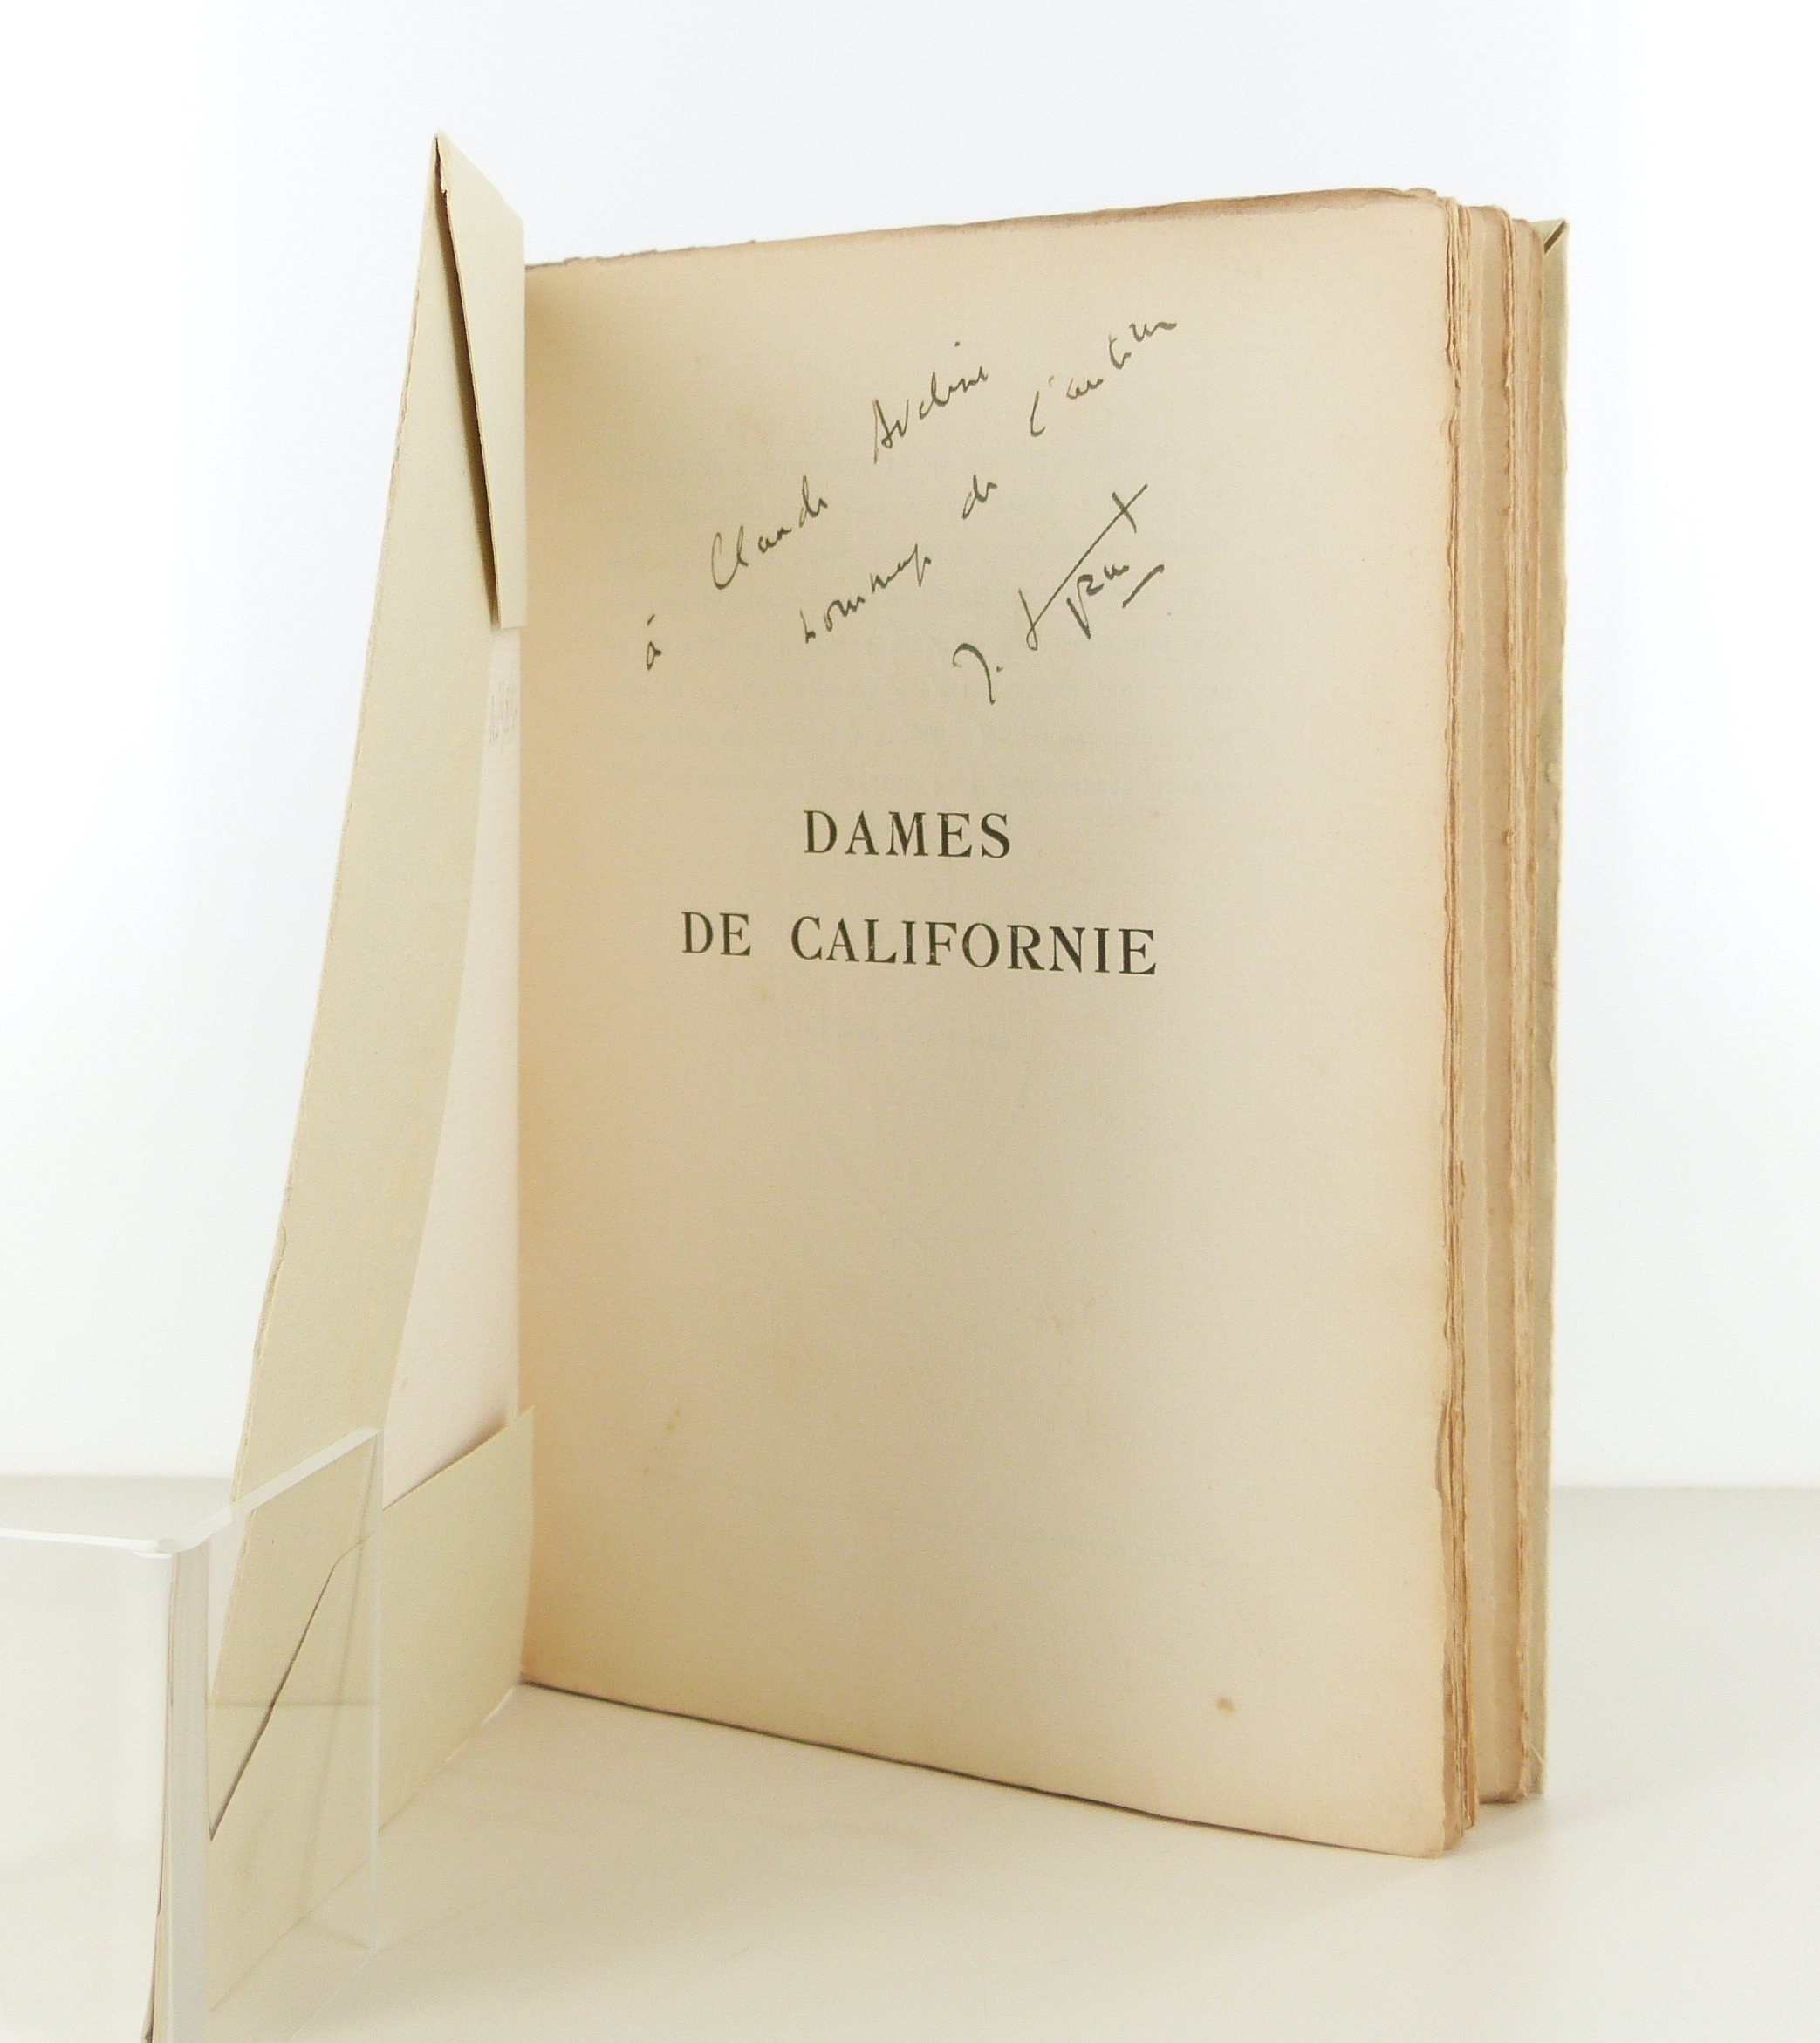 à Claude Aveline
hommage de l'auteur
J.
DAMES
DE CALIFORNIE